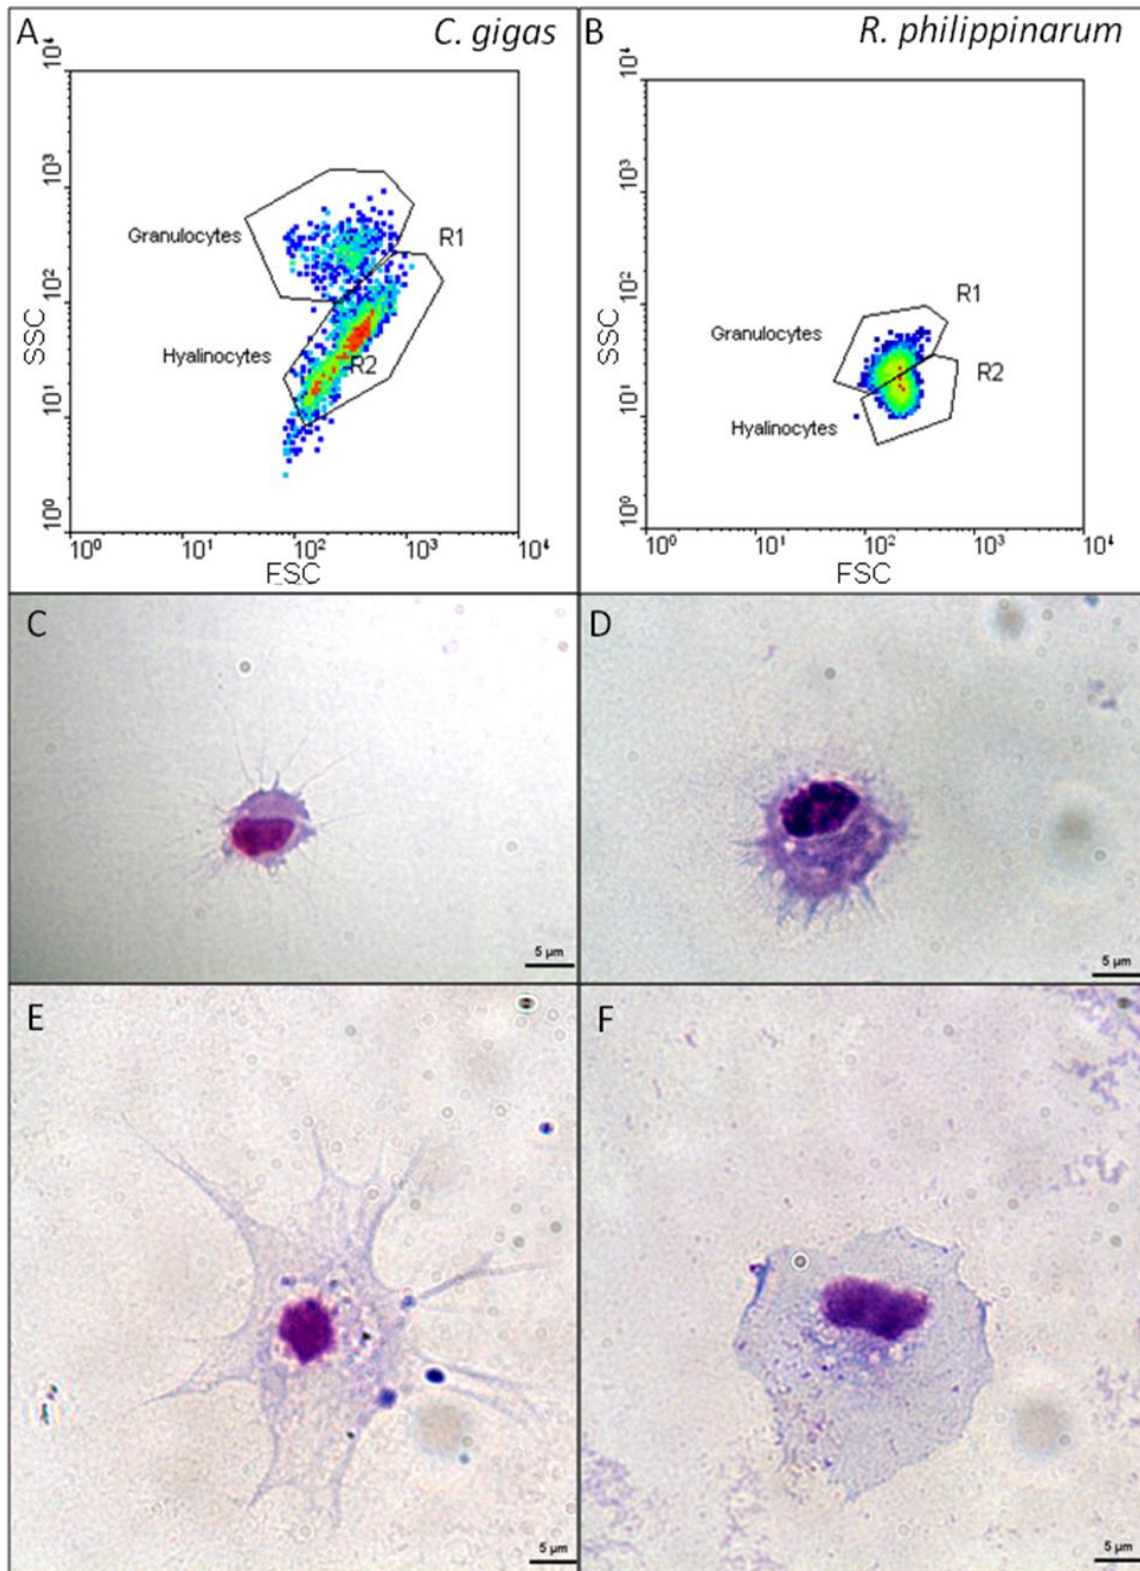 A
C. gigas
10⁴
10³
10²
10¹
10⁰
SSC
Granulocytes
R1
Hyalinocytes
R2
10⁰ 10¹ 10² 10³ 10⁴
FSC
B
R. philippinarum
10⁴
10³
10²
10¹
10⁰
SSC
R1
Granulocytes
R2
Hyalinocytes
10⁰ 10¹ 10² 10³ 10⁴
FSC
C
5 µm
D
5 µm
E
5 µm
F
5 µm